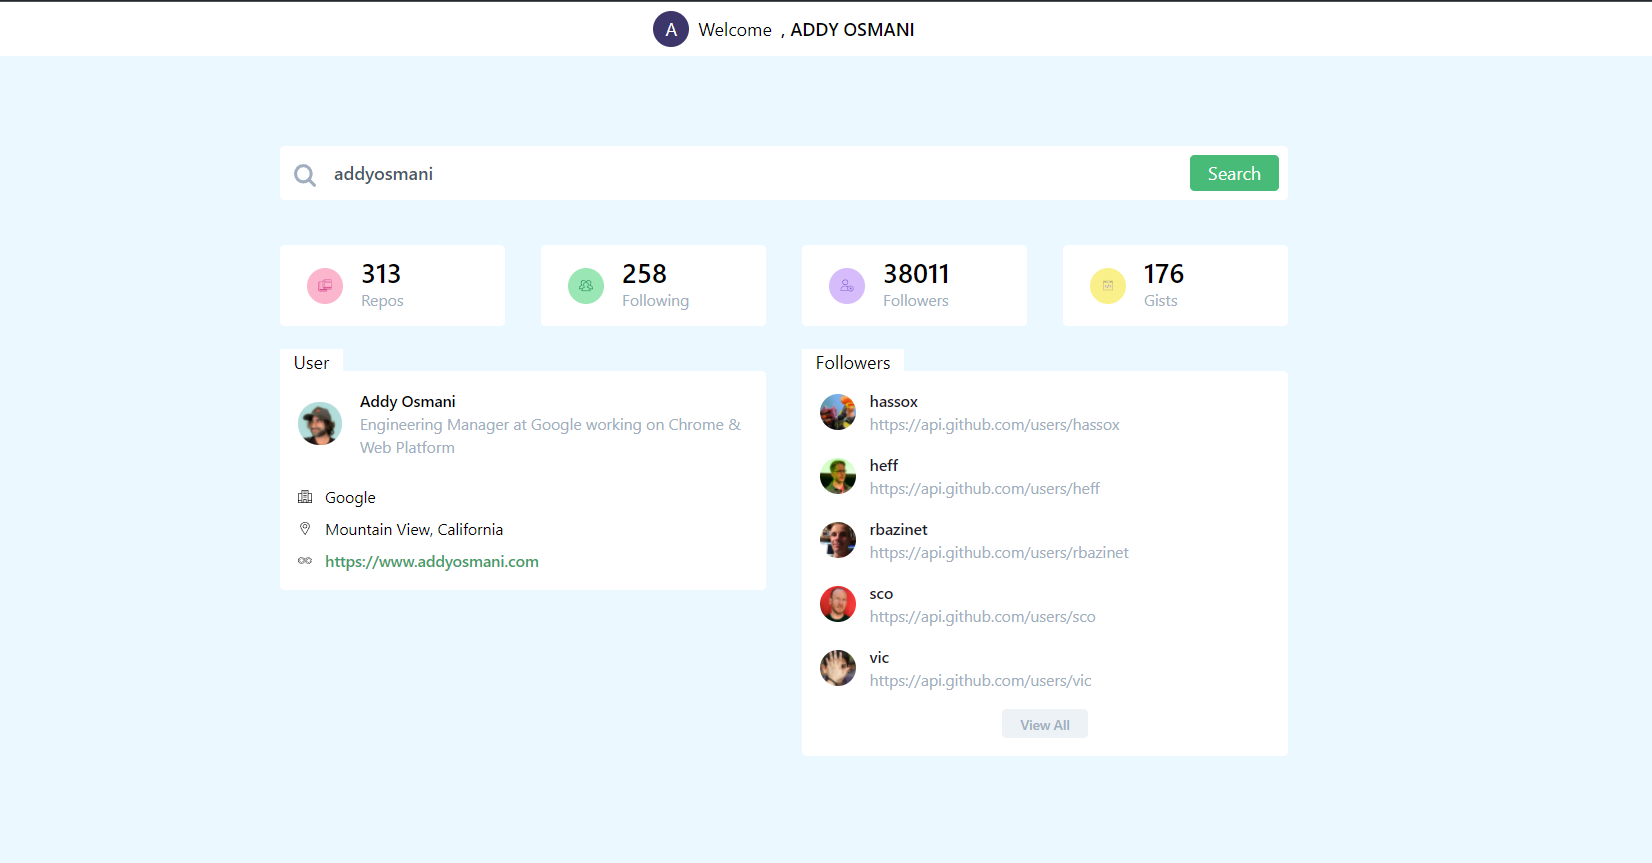 A Welcome , ADDY OSMANI
addyosmani
Search
313
Repos
258
Following
38011
Followers
176
Gists
User
Addy Osmani
Engineering Manager at Google working on Chrome &
Web Platform
Google
Mountain View, California
https://www.addyosmani.com
Followers
hassox
https://api.github.com/users/hassox
heff
https://api.github.com/users/heff
rbazinet
https://api.github.com/users/rbazinet
sco
https://api.github.com/users/sco
vic
https://api.github.com/users/vic
View All